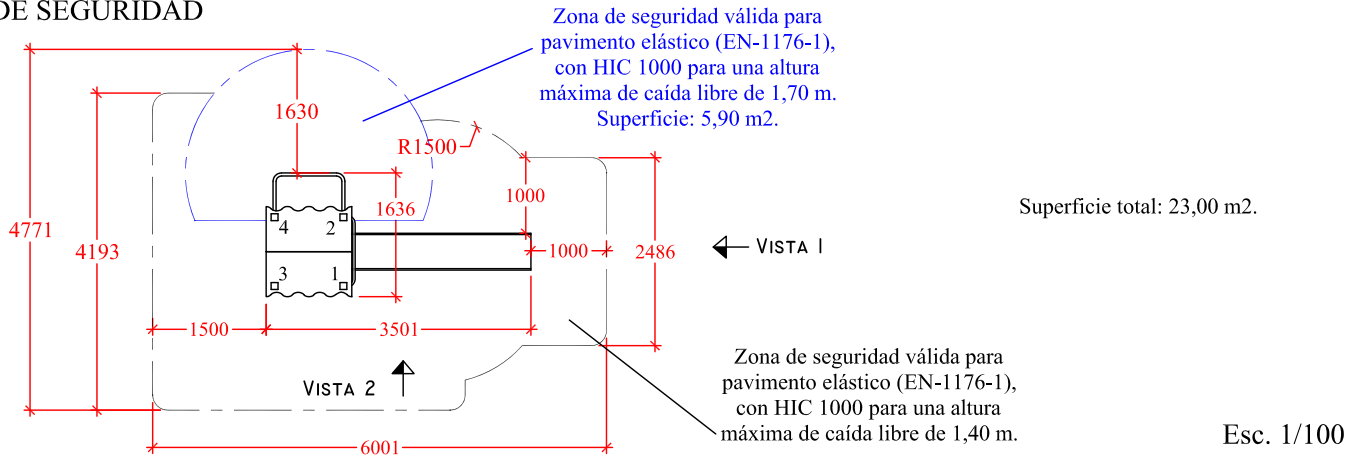 DE SEGURIDAD
Zona de seguridad válida para
pavimento elástico (EN-1176-1),
con HIC 1000 para una altura
máxima de caída libre de 1,70 m.
Superficie: 5,90 m2.
1630
R1500
1000
1636
4771
4193
4
2
3
1
1000
2486
VISTA 1
Superficie total: 23,00 m2.
1500
3501
VISTA 2
6001
Zona de seguridad válida para
pavimento elástico (EN-1176-1),
con HIC 1000 para una altura
máxima de caída libre de 1,40 m.
Esc. 1/100